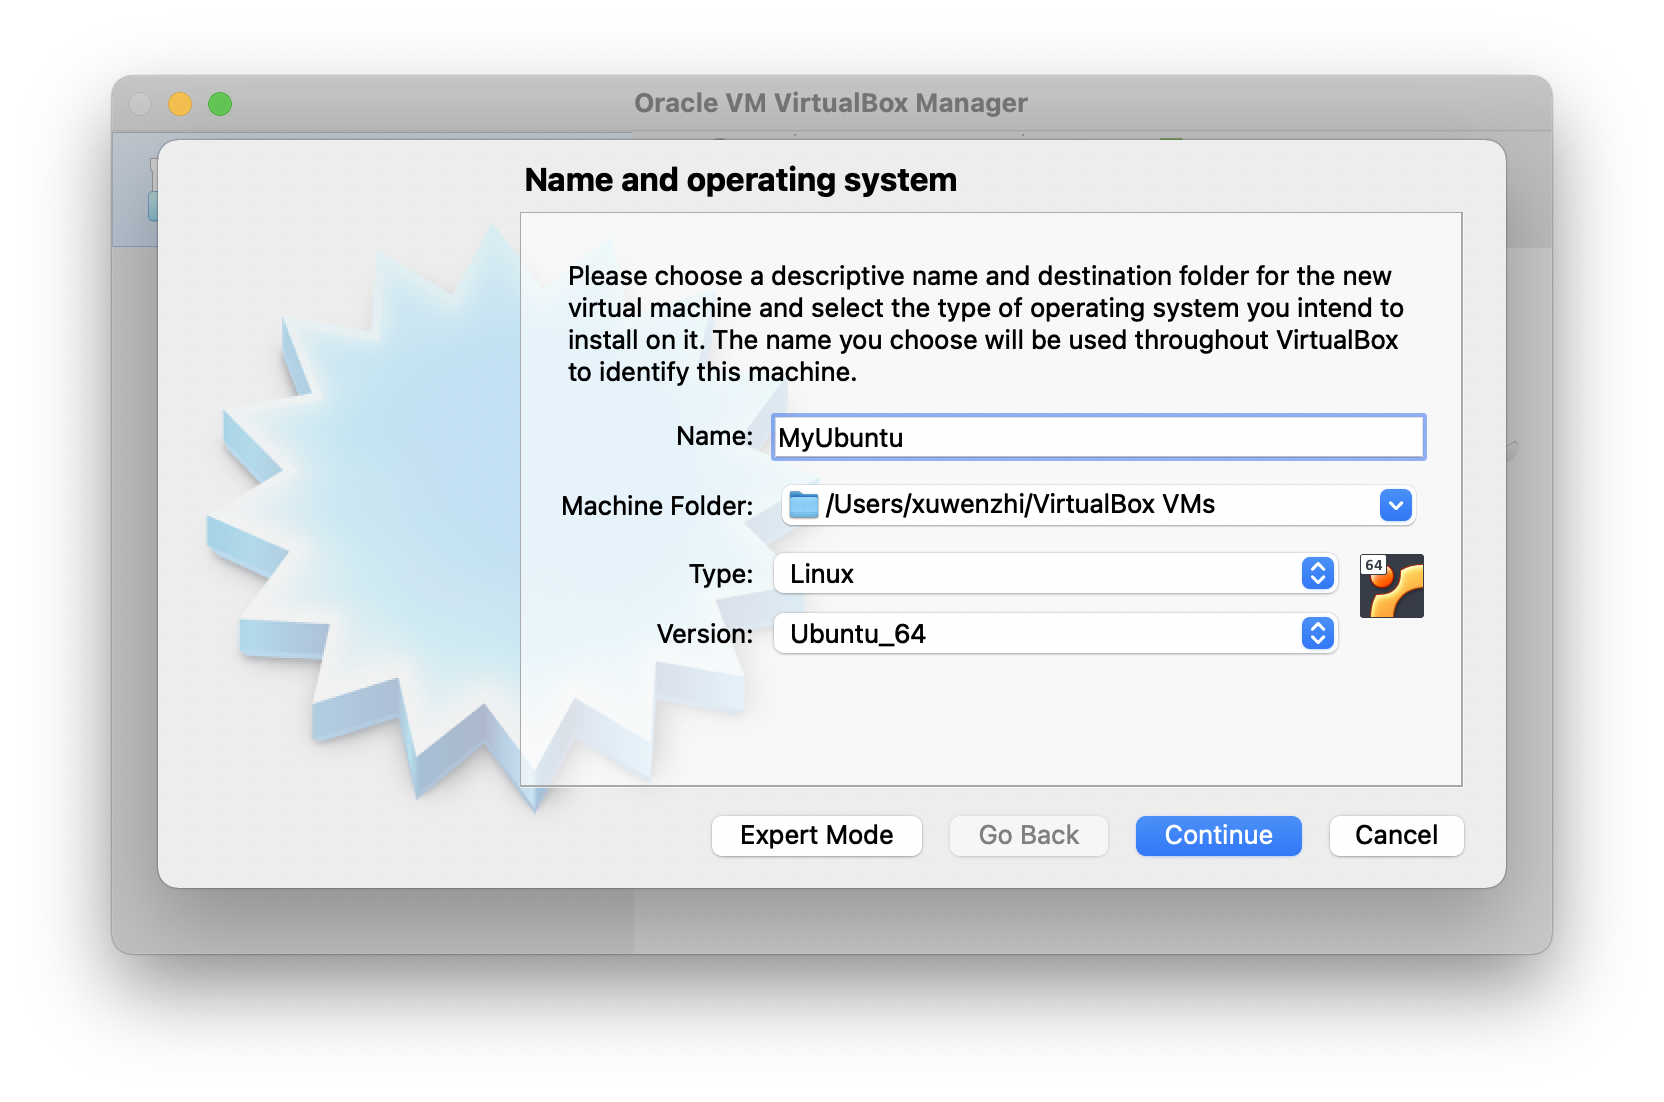 Oracle VM VirtualBox Manager
Name and operating system
Please choose a descriptive name and destination folder for the new
virtual machine and select the type of operating system you intend to
install on it. The name you choose will be used throughout VirtualBox
to identify this machine.
Name: MyUbuntu
Machine Folder: /Users/xuwenzhi/VirtualBox VMs
Type: Linux
64
Version: Ubuntu_64
Expert Mode Go Back Continue Cancel